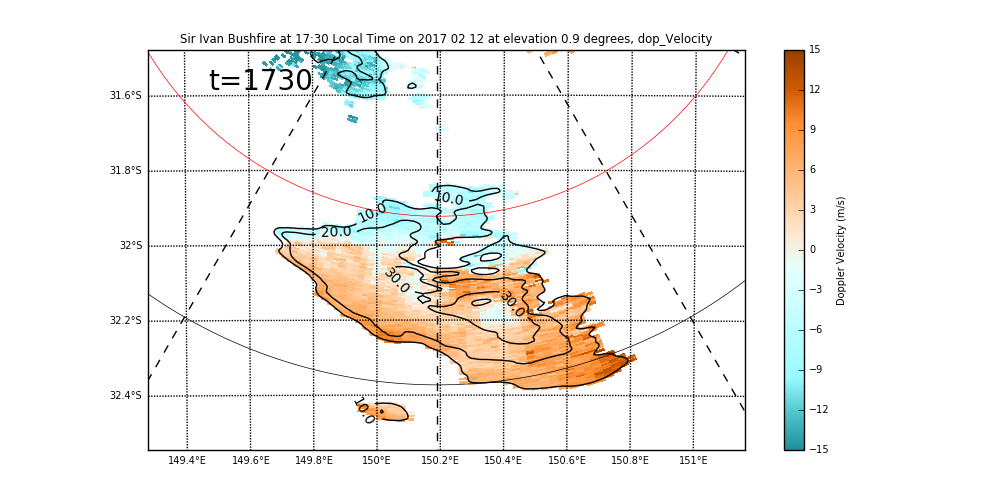 Sir Ivan Bushfire at 17:30 Local Time on 2017 02 12 at elevation 0.9 degrees, dop_Velocity
t=1730
31.6°S
31.8°S
32°S
32.2°S
32.4°S
149.4°E 149.6°E 149.8°E 150°E 150.2°E 150.4°E 150.6°E 150.8°E 151°E
10.0
10.0
20.0
30.0
30.0
10.0
15
12
9
6
3
0
−3
−6
−9
−12
−15
Doppler Velocity (m/s)